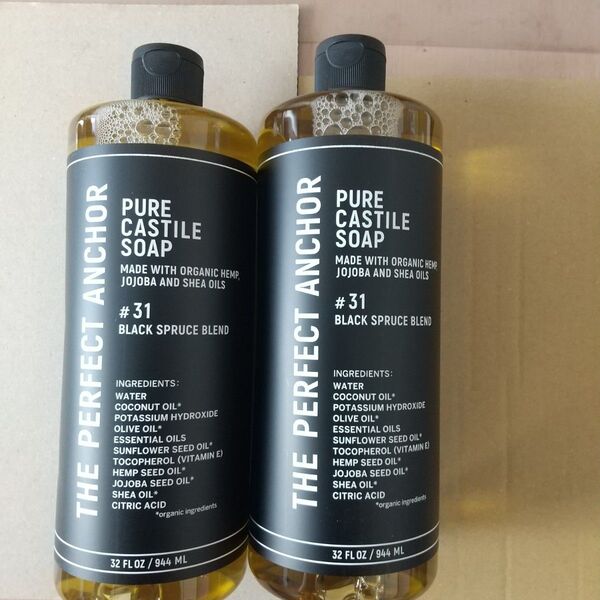 THE PERFECT ANCHOR
PURE
CASTILE
SOAP
MADE WITH ORGANIC HEMP,
JOJOBA AND SHEA OILS
#31
BLACK SPRUCE BLEND
INGREDIENTS:
WATER
COCONUT OIL*
POTASSIUM HYDROXIDE
OLIVE OIL*
ESSENTIAL OILS
SUNFLOWER SEED OIL*
TOCOPHEROL (VITAMIN E)
HEMP SEED OIL*
JOJOBA SEED OIL*
SHEA OIL*
CITRIC ACID
*organic ingredients
32 FL OZ / 944 ML
THE PERFECT ANCHOR
PURE
CASTILE
SOAP
MADE WITH ORGANIC HEMP,
JOJOBA AND SHEA OILS
#31
BLACK SPRUCE BLEND
INGREDIENTS:
WATER
COCONUT OIL*
POTASSIUM HYDROXIDE
OLIVE OIL*
ESSENTIAL OILS
SUNFLOWER SEED OIL*
TOCOPHEROL (VITAMIN E)
HEMP SEED OIL*
JOJOBA SEED OIL*
SHEA OIL*
CITRIC ACID
*organic ingredients
32 FL OZ / 944 ML